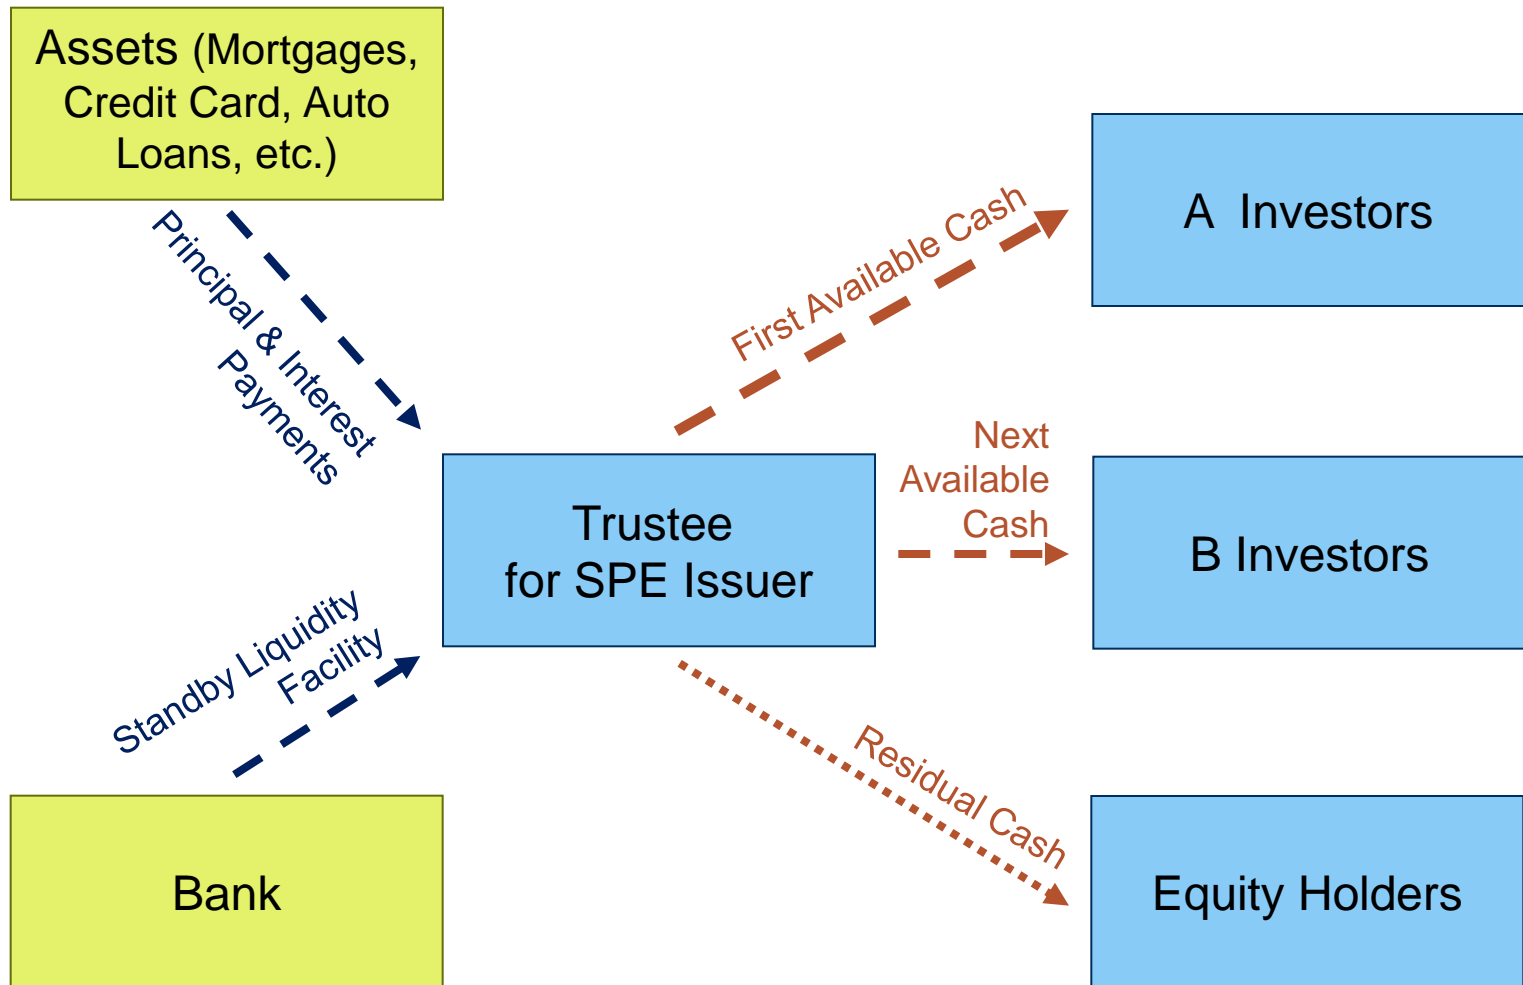 Assets (Mortgages,
Credit Card, Auto
Loans, etc.)
Principal & Interest
Payments
First Available Cash
A  Investors
Next
Available
Cash
Trustee
for SPE Issuer
B Investors
Standby Liquidity
Facility
Residual Cash
Bank
Equity Holders